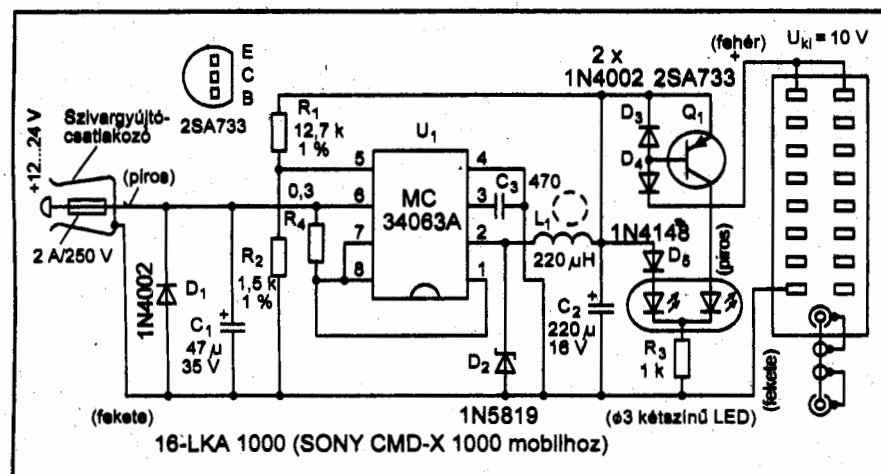 E
C
B
2SA733
Szivargyújtó-
csatlakozó
+12...24 V
(piros)
2 A/250 V
1N4002
D1
C1
47 µ
35 V
(fekete)
R1
12,7 k
1 %
0,3
R4
R2
1,5 k
1 %
U1
MC
34063A
5
6
7
8
4
3
2
1
C3
470
L1
220 µH
D2
1N5819
C2
220 µ
16 V
2 x
1N4002
2SA733
D3
D4
Q1
1N4148
(piros)
R3
1 k
(ø3 kétszínű LED)
(fehér)
+
Uki = 10 V
(fekete)
16-LKA 1000 (SONY CMD-X 1000 mobilhoz)